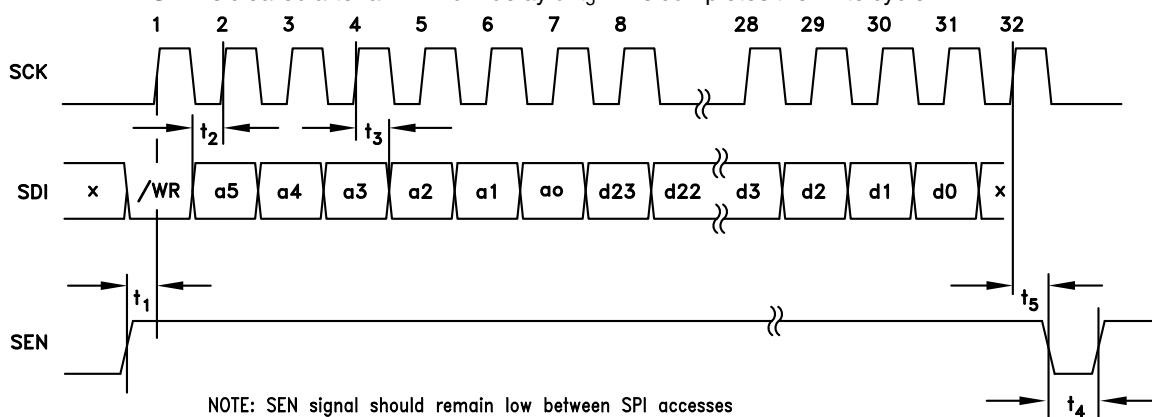 1 2 3 4 5 6 7 8 28 29 30 31 32
SCK
t2 t3
SDI x /WR a5 a4 a3 a2 a1 ao d23 d22 d3 d2 d1 d0 x
t1 t5
SEN
NOTE: SEN signal should remain low between SPI accesses
t4